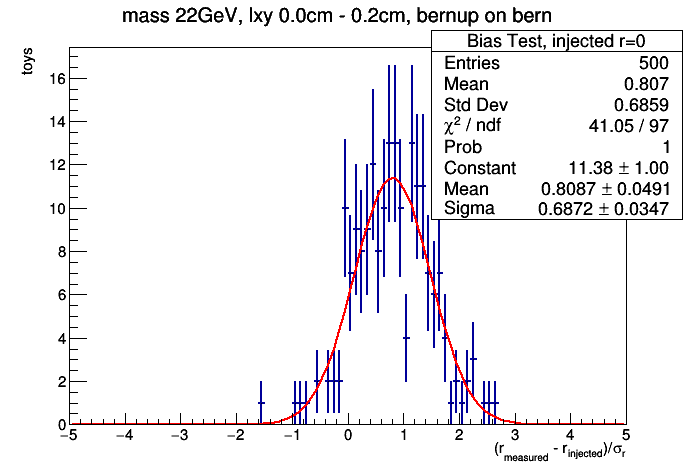 mass 22GeV, lxy 0.0cm - 0.2cm, bernup on bern
Bias Test, injected r=0
Entries 500
Mean 0.807
Std Dev 0.6859
χ² / ndf 41.05 / 97
Prob 1
Constant 11.38 ± 1.00
Mean 0.8087 ± 0.0491
Sigma 0.6872 ± 0.0347
toys
16
14
12
10
8
6
4
2
0
−5 −4 −3 −2 −1 0 1 2 3 4 5
(r_measured - r_injected)/σ_r